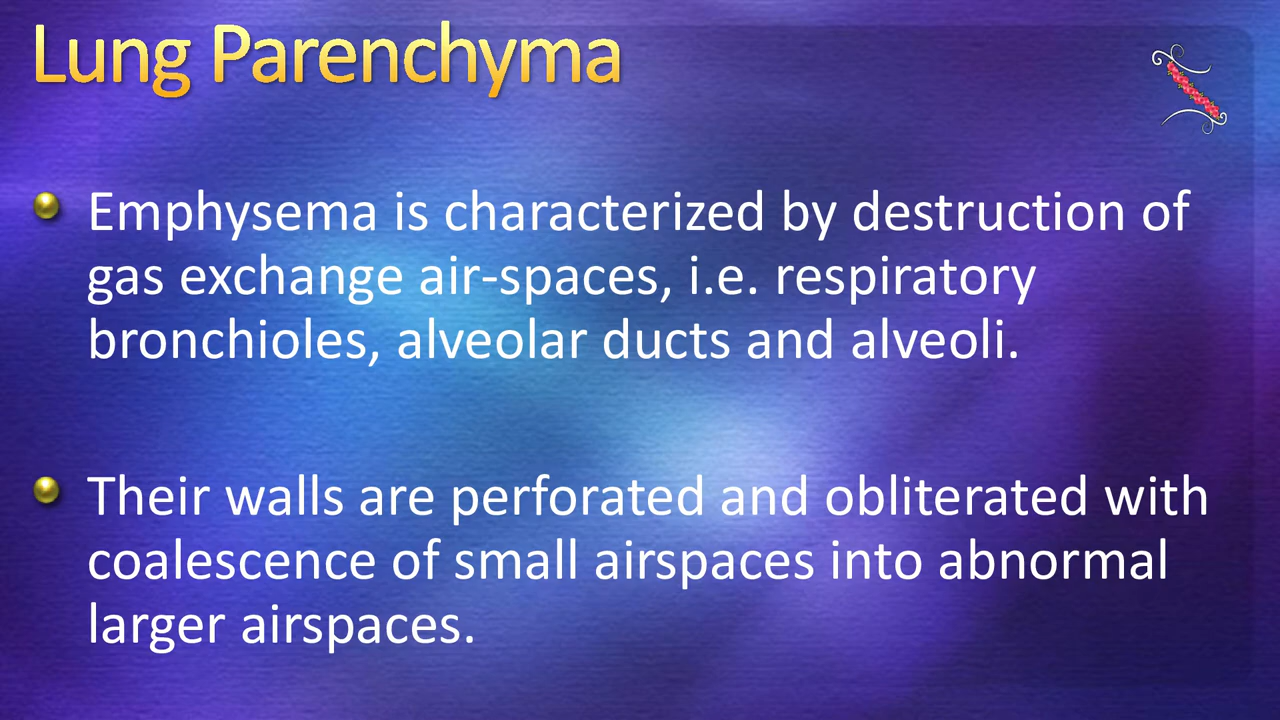 Lung Parenchyma
Emphysema is characterized by destruction of
gas exchange air-spaces, i.e. respiratory
bronchioles, alveolar ducts and alveoli.
Their walls are perforated and obliterated with
coalescence of small airspaces into abnormal
larger airspaces.